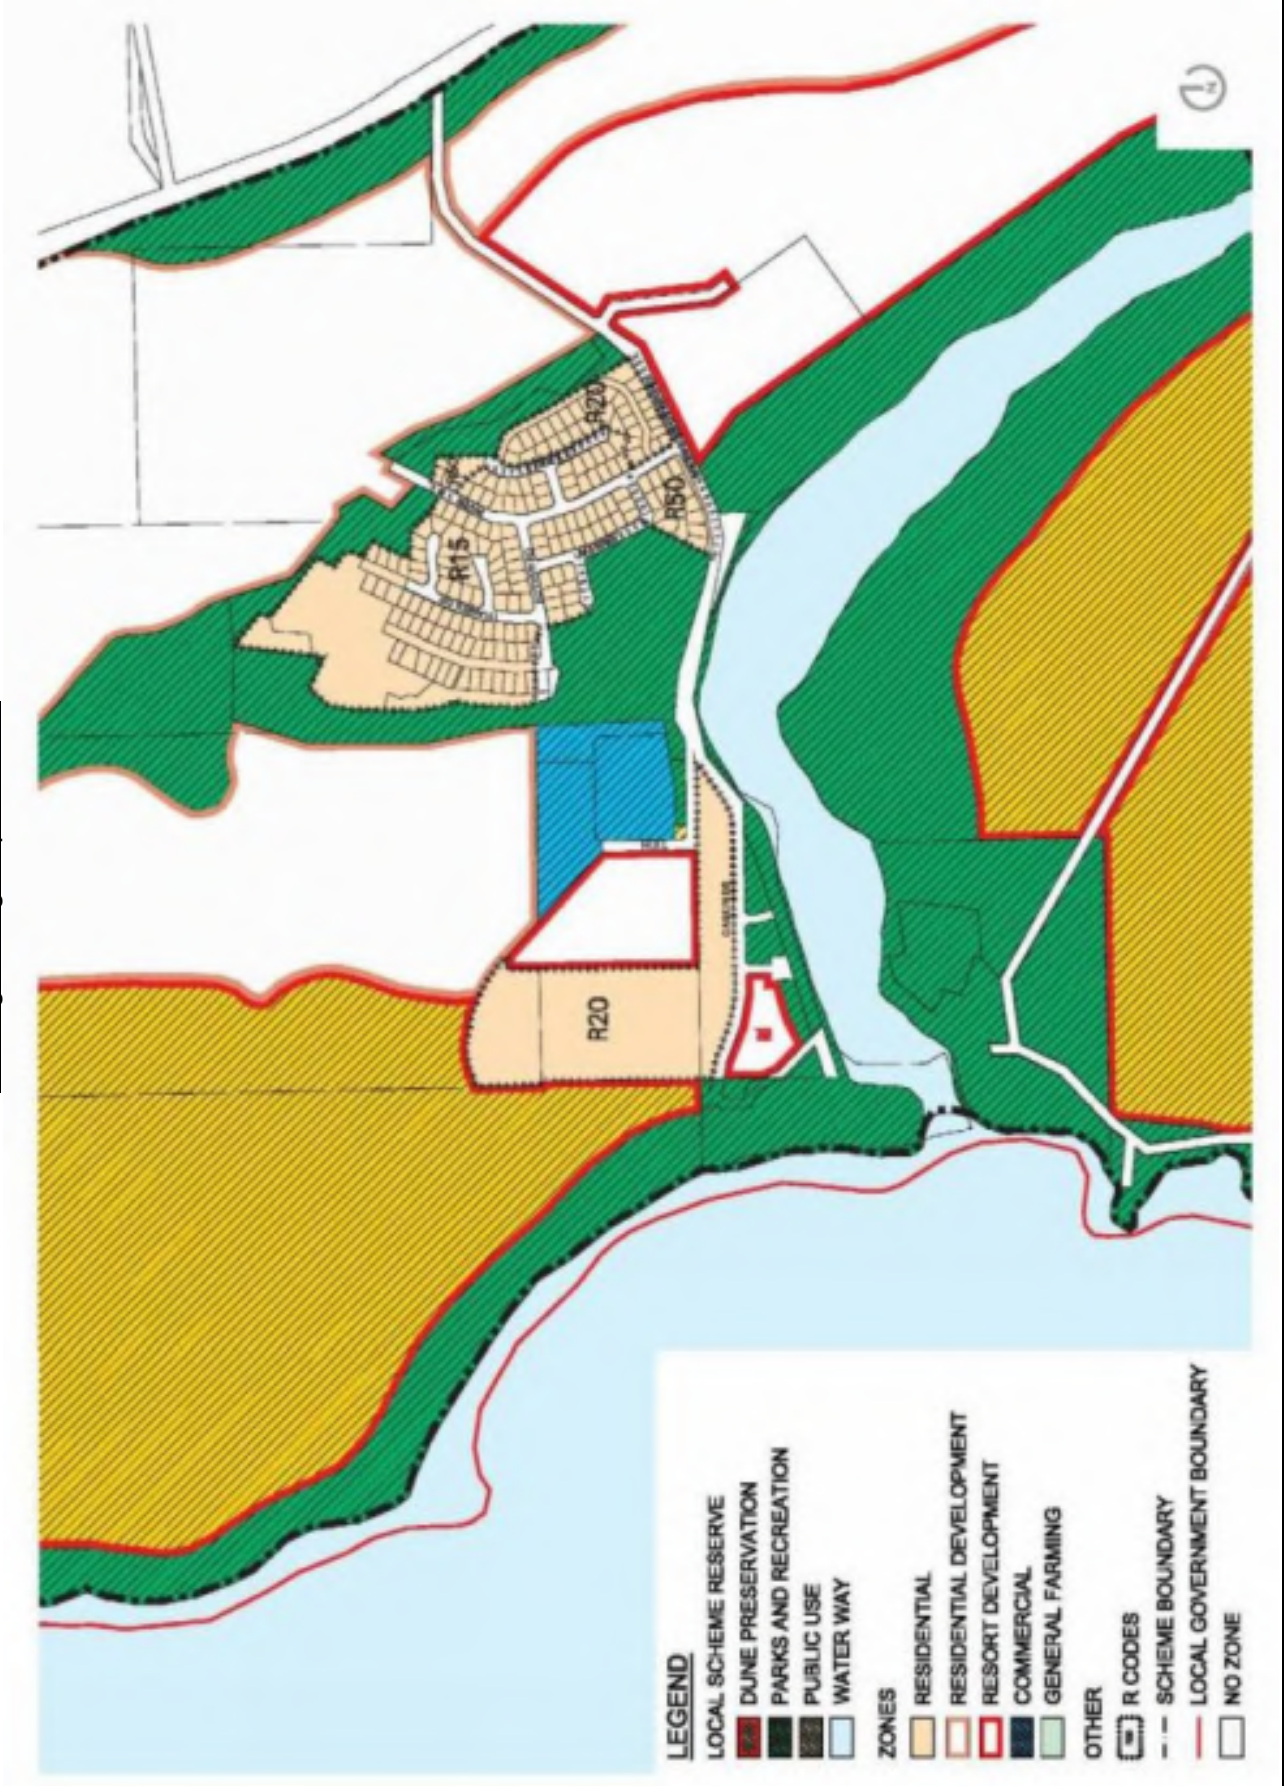 R20
R15
R50
R20
LEGEND
LOCAL SCHEME RESERVE
DUNE PRESERVATION
PARKS AND RECREATION
PUBLIC USE
WATER WAY
ZONES
RESIDENTIAL
RESIDENTIAL DEVELOPMENT
RESORT DEVELOPMENT
COMMERCIAL
GENERAL FARMING
OTHER
R CODES
SCHEME BOUNDARY
LOCAL GOVERNMENT BOUNDARY
NO ZONE
N